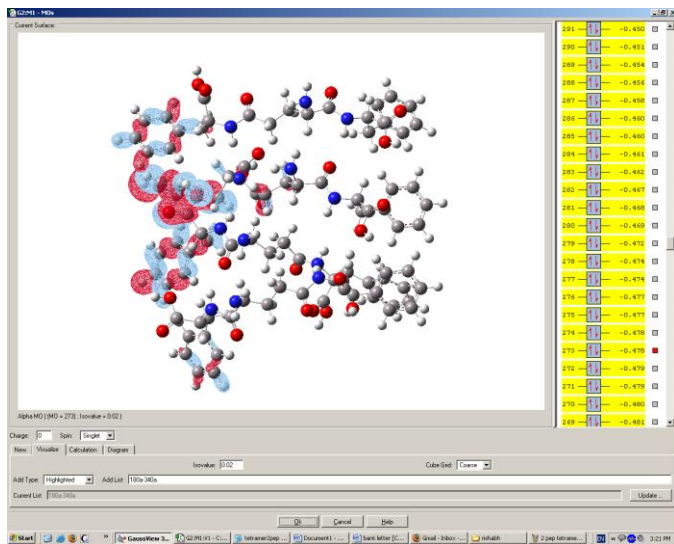 G2:M1 - MOs
Current Surface:
291 -0.450
290 -0.451
289 -0.454
288 -0.456
287 -0.458
286 -0.460
285 -0.460
284 -0.461
283 -0.462
282 -0.467
281 -0.468
280 -0.469
279 -0.472
278 -0.474
277 -0.474
276 -0.477
275 -0.477
274 -0.478
273 -0.478
272 -0.479
271 -0.479
270 -0.480
269 -0.481
Alpha MO ( (MO = 273) ; Isovalue = 0.02 )
Charge: 0 Spin: Singlet
New Visualize Calculation Diagram
Isovalue: 0.02 Cube Grid: Coarse
Add Type: Highlighted Add List: 180a-340a
Current List: 180a-340a Update ...
Ok Cancel Help
Start GaussView 3... G2:M1:V1 - C:... tetramer2pep ... Document1 - ... bank letter [C... Gmail - Inbox -... rishabh 2 pep tetrame... EN 3:21 PM